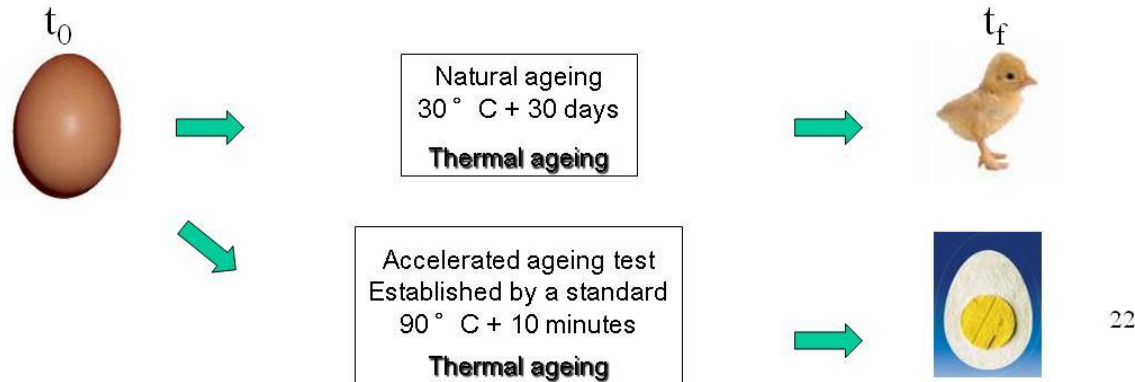 t0
tf
Natural ageing
30° C + 30 days
Thermal ageing
Accelerated ageing test
Established by a standard
90° C + 10 minutes
Thermal ageing
22